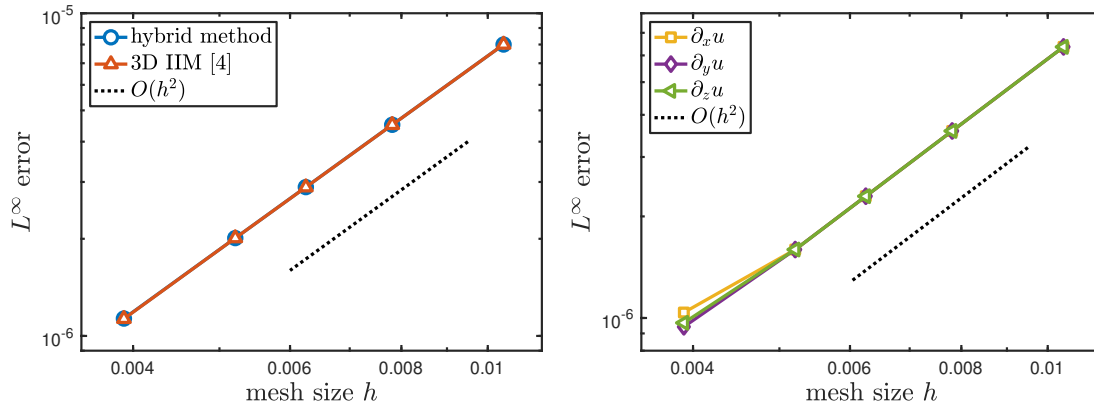 10^{-5}
hybrid method
3D IIM [4]
O(h^2)
L^∞ error
10^{-6}
0.004
0.006
0.008
0.01
mesh size h
∂_x u
∂_y u
∂_z u
O(h^2)
L^∞ error
10^{-6}
0.004
0.006
0.008
0.01
mesh size h